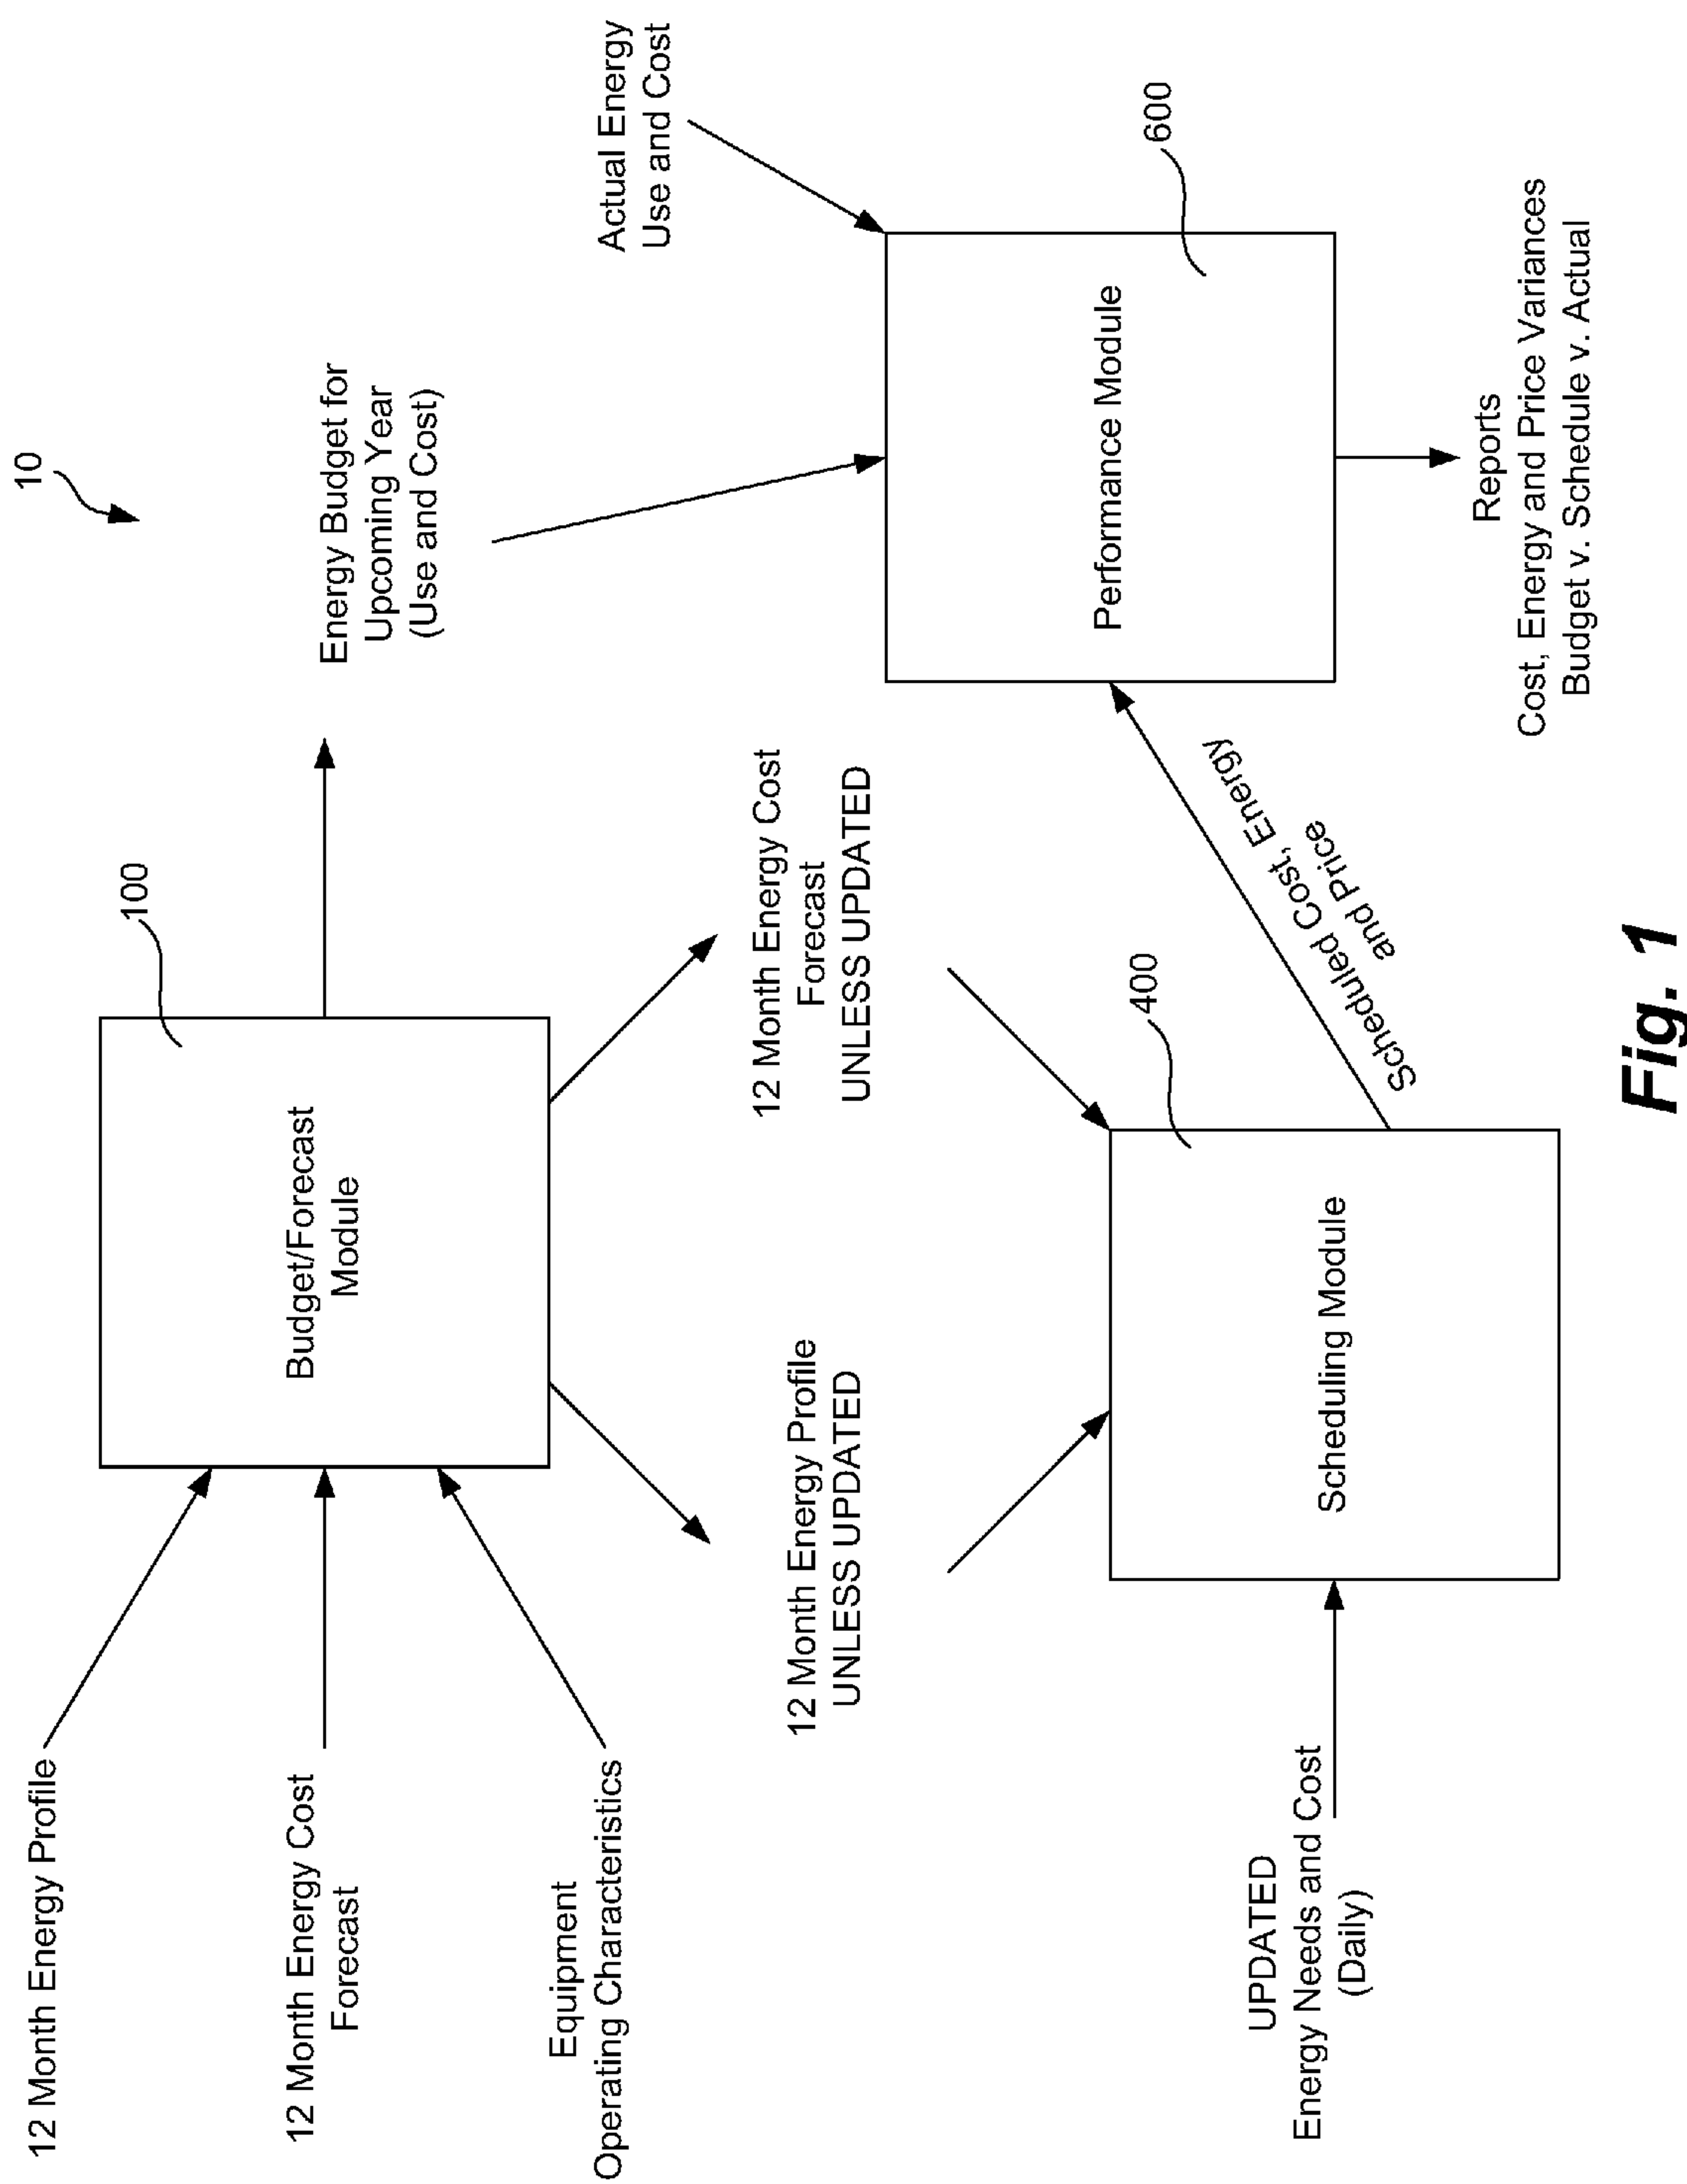 10
12 Month Energy Profile
12 Month Energy Cost
Forecast
Equipment
Operating Characteristics
100
Budget/Forecast
Module
Energy Budget for
Upcoming Year
(Use and Cost)
12 Month Energy Profile
UNLESS UPDATED
12 Month Energy Cost
Forecast
UNLESS UPDATED
Actual Energy
Use and Cost
UPDATED
Energy Needs and Cost
(Daily)
400
Scheduling Module
Scheduled Cost, Energy
and Price
600
Performance Module
Reports
Cost, Energy and Price Variances
Budget v. Schedule v. Actual
Fig. 1